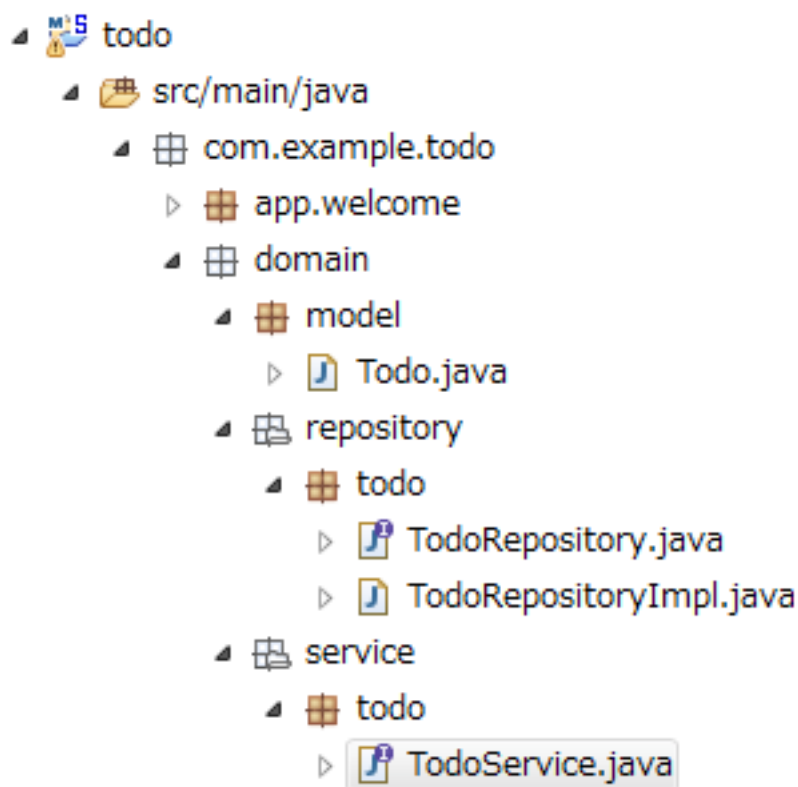 todo
src/main/java
com.example.todo
app.welcome
domain
model
Todo.java
repository
todo
TodoRepository.java
TodoRepositoryImpl.java
service
todo
TodoService.java